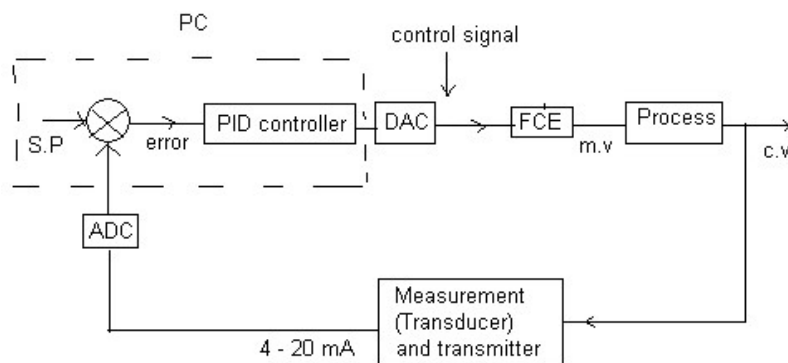 PC
control signal
S.P
error
PID controller
DAC
FCE
m.v
Process
c.v
ADC
4 - 20 mA
Measurement
(Transducer)
and transmitter